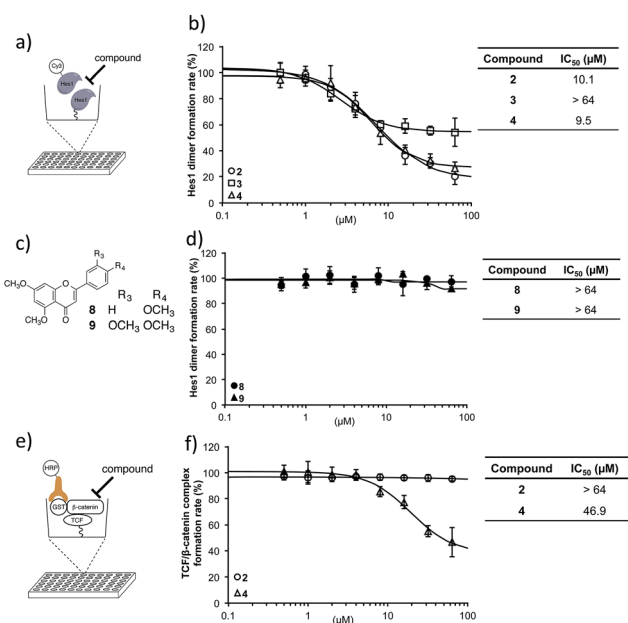 a)
compound
Cy3
Hes1
Hes1
b)
Hes1 dimer formation rate (%)
120
100
80
60
40
20
0
0.1 1 10 100
(μM)
2
3
4
Compound IC50 (μM)
2 10.1
3 > 64
4 9.5
c)
R3
R4
CH3O
O
CH3O O
R3 R4
8 H OCH3
9 OCH3 OCH3
d)
Hes1 dimer formation rate (%)
120
100
80
60
40
20
0
0.1 1 10 100
(μM)
8
9
Compound IC50 (μM)
8 > 64
9 > 64
e)
HRP
compound
GST β-catenin
TCF
f)
TCF/β-catenin complex
formation rate (%)
120
100
80
60
40
20
0
0.1 1 10 100
(μM)
2
4
Compound IC50 (μM)
2 > 64
4 46.9